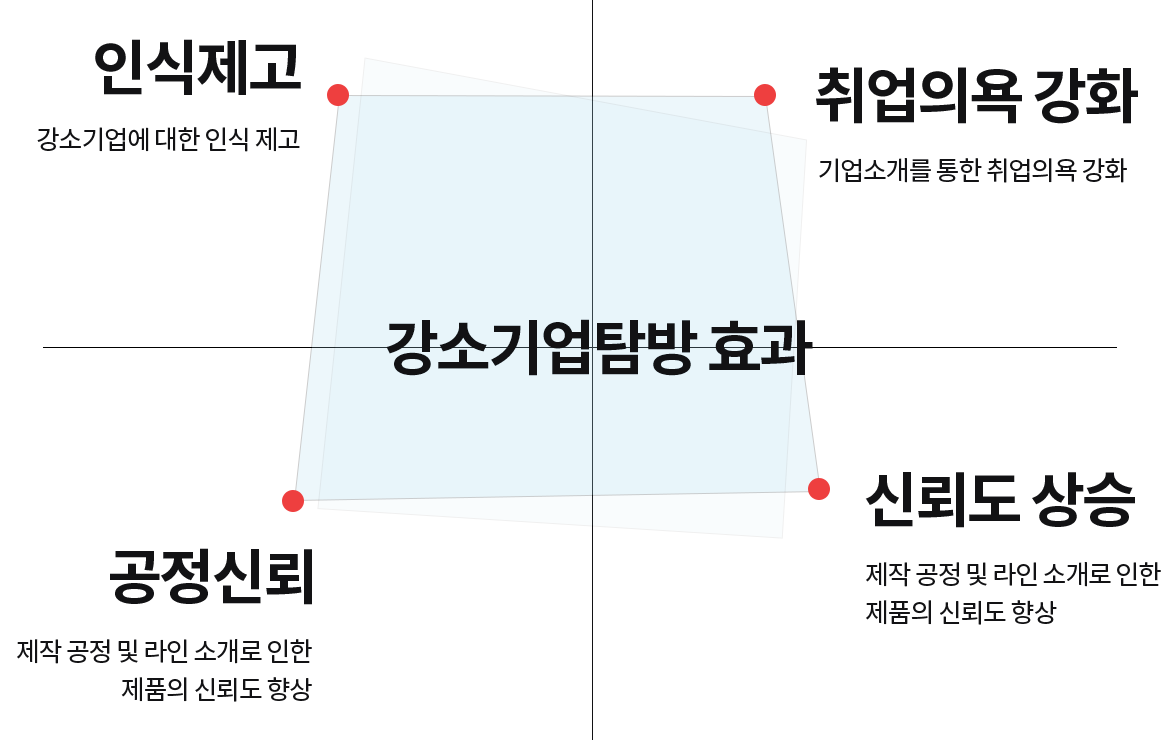 인식제고
강소기업에 대한 인식 제고
취업의욕 강화
기업소개를 통한 취업의욕 강화
강소기업탐방 효과
공정신뢰
제작 공정 및 라인 소개로 인한
제품의 신뢰도 향상
신뢰도 상승
제작 공정 및 라인 소개로 인한
제품의 신뢰도 향상